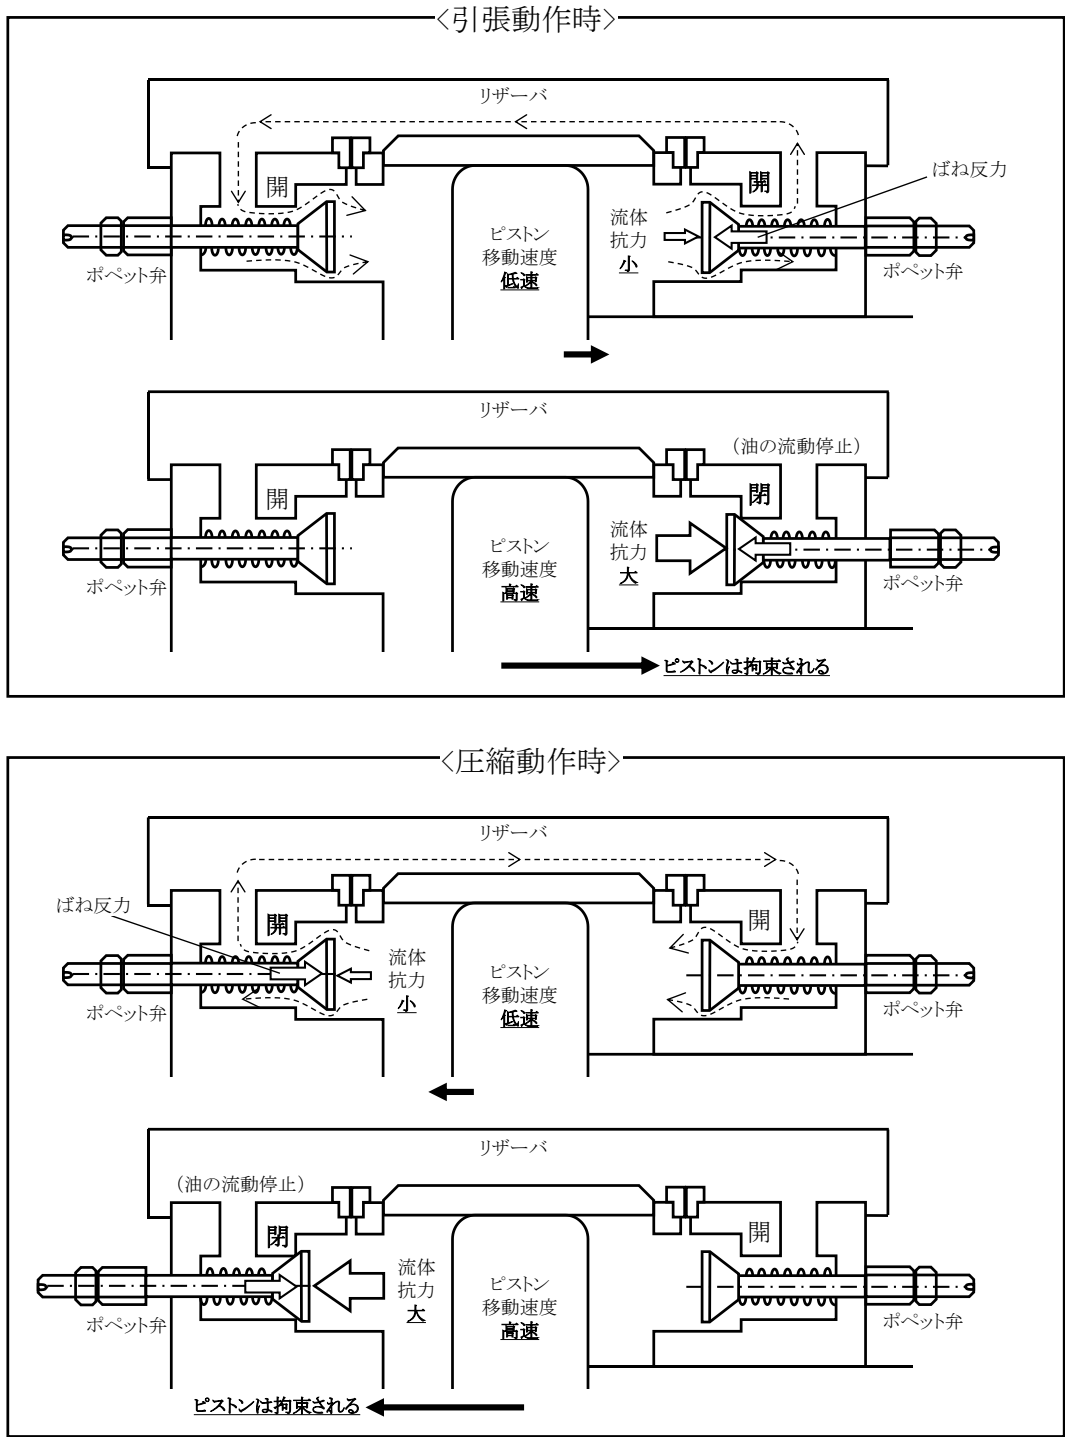 〈引張動作時〉
リザーバ
開
開
ばね反力
流体
抗力
小
ピストン
移動速度
低速
ポペット弁
ポペット弁
リザーバ
（油の流動停止）
開
閉
流体
抗力
大
ピストン
移動速度
高速
ポペット弁
ポペット弁
ピストンは拘束される
〈圧縮動作時〉
リザーバ
ばね反力
開
開
流体
抗力
小
ピストン
移動速度
低速
ポペット弁
ポペット弁
リザーバ
（油の流動停止）
閉
開
流体
抗力
大
ピストン
移動速度
高速
ポペット弁
ポペット弁
ピストンは拘束される